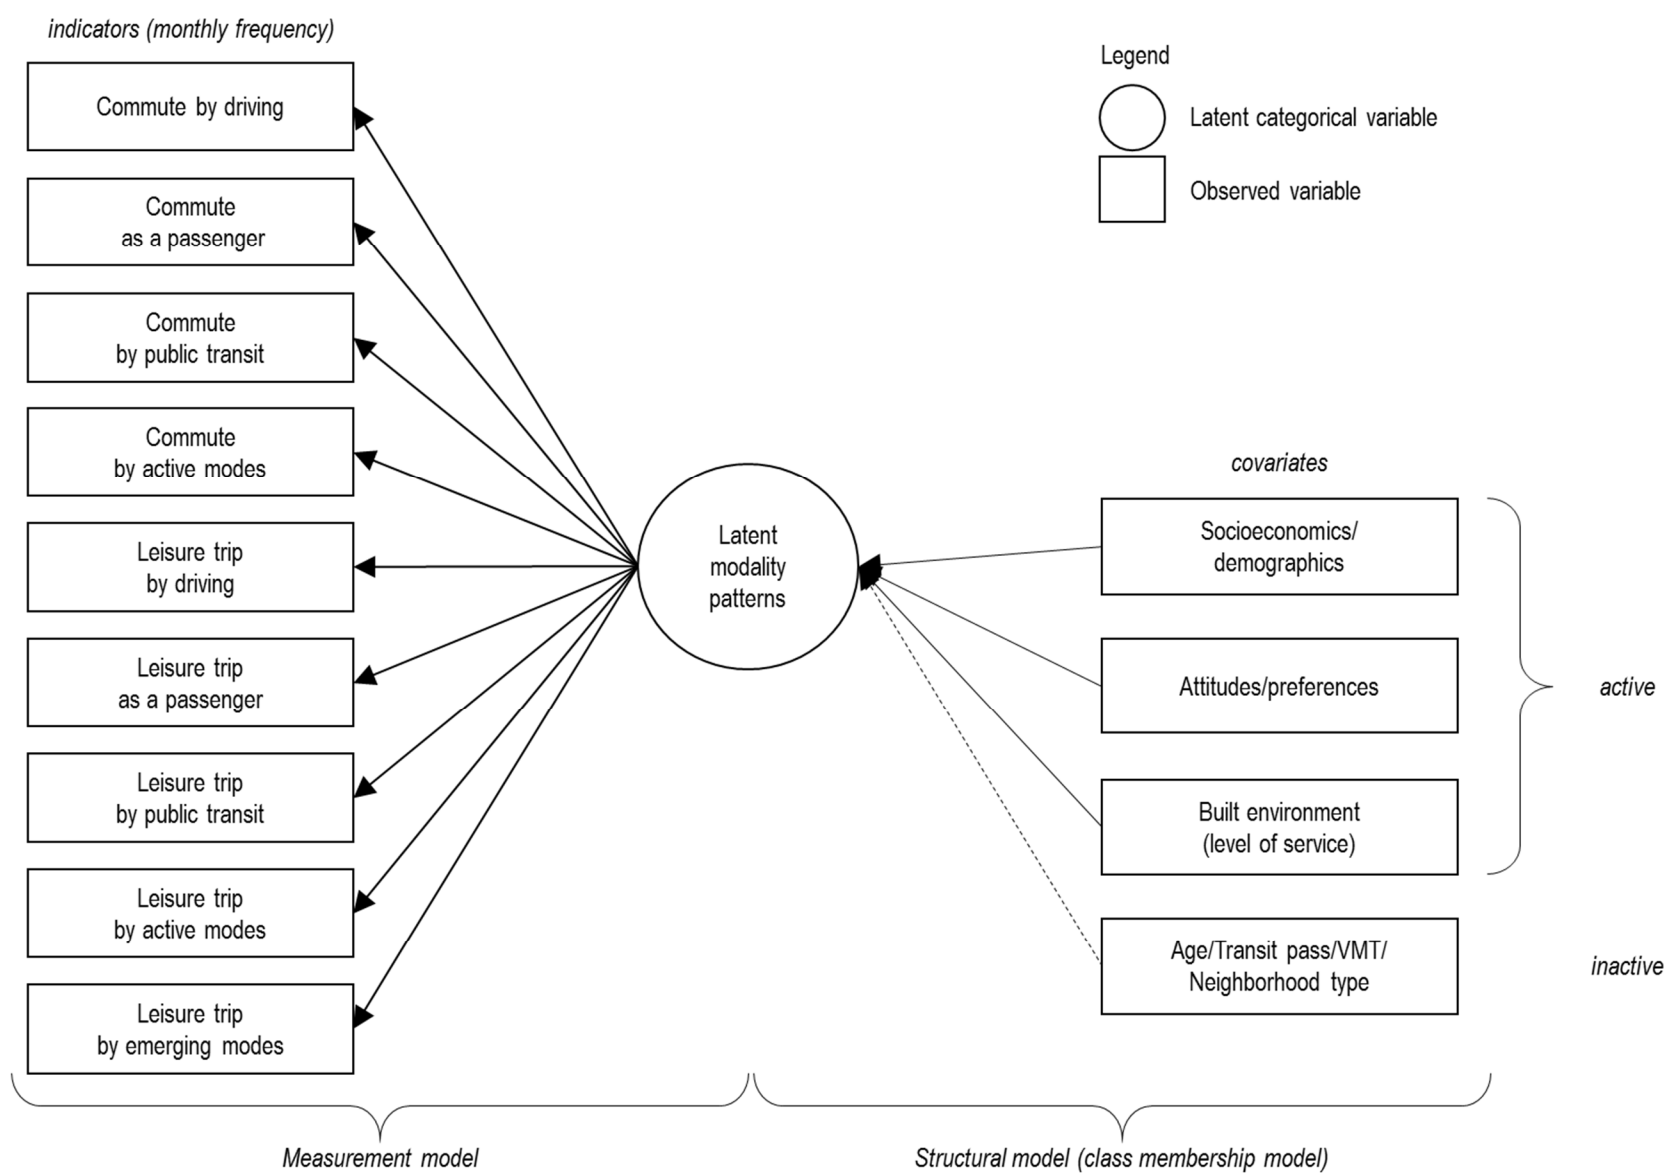 indicators (monthly frequency)
Commute by driving
Commute
as a passenger
Commute
by public transit
Commute
by active modes
Leisure trip
by driving
Leisure trip
as a passenger
Leisure trip
by public transit
Leisure trip
by active modes
Leisure trip
by emerging modes
Measurement model
Latent
modality
patterns
Legend
Latent categorical variable
Observed variable
covariates
Socioeconomics/
demographics
Attitudes/preferences
Built environment
(level of service)
active
Age/Transit pass/VMT/
Neighborhood type
inactive
Structural model (class membership model)